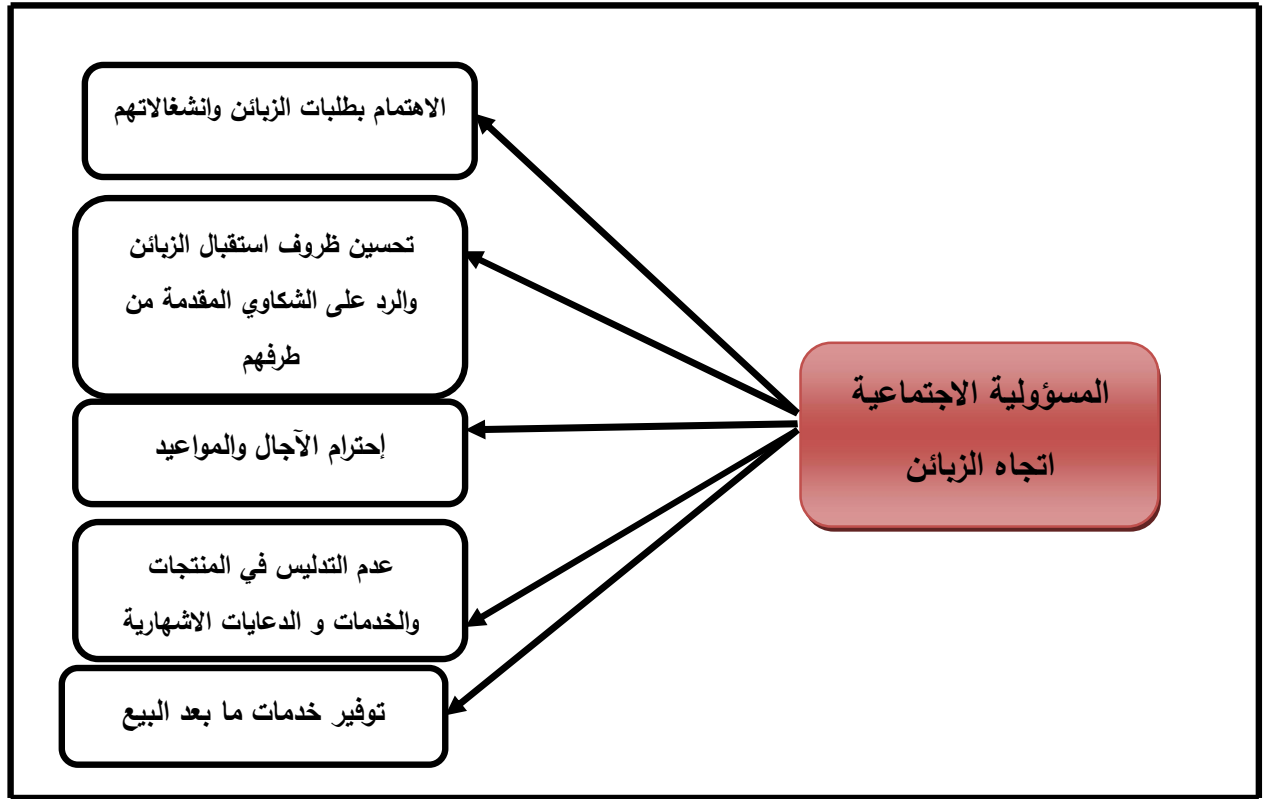 المسؤولية الاجتماعية
اتجاه الزبائن
الاهتمام بطلبات الزبائن وانشغالاتهم
تحسين ظروف استقبال الزبائن
والرد على الشكاوي المقدمة من
طرفهم
إحترام الآجال والمواعيد
عدم التدليس في المنتجات
والخدمات و الدعايات الاشهارية
توفير خدمات ما بعد البيع